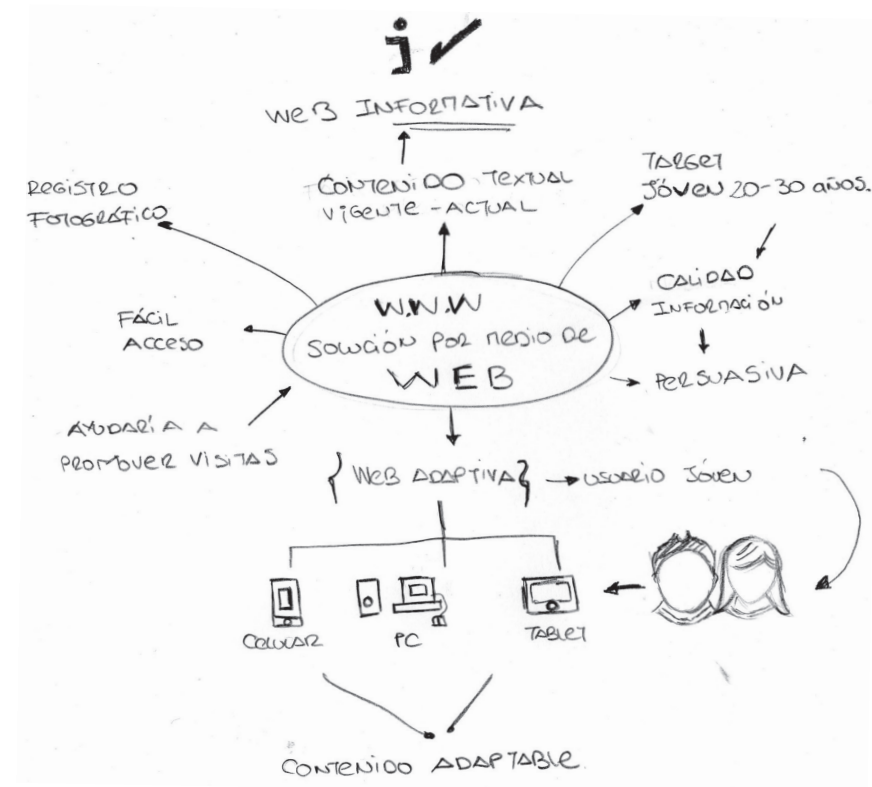 i
WEB INFORMATIVA
CONTENIDO TEXTUAL
VIGENTE - ACTUAL
REGISTRO
FOTOGRÁFICO
TARGET
JÓVEN 20-30 AÑOS.
CALIDAD
INFORMACIÓN
PERSUASIVA
FÁCIL
ACCESO
W.W.W
SOLUCIÓN POR MEDIO DE
WEB
AYUDARÍA A
PROMOVER VISITAS
{ WEB ADAPTIVA } → USUARIO JÓVEN
CELULAR
PC
TABLET
CONTENIDO ADAPTABLE.